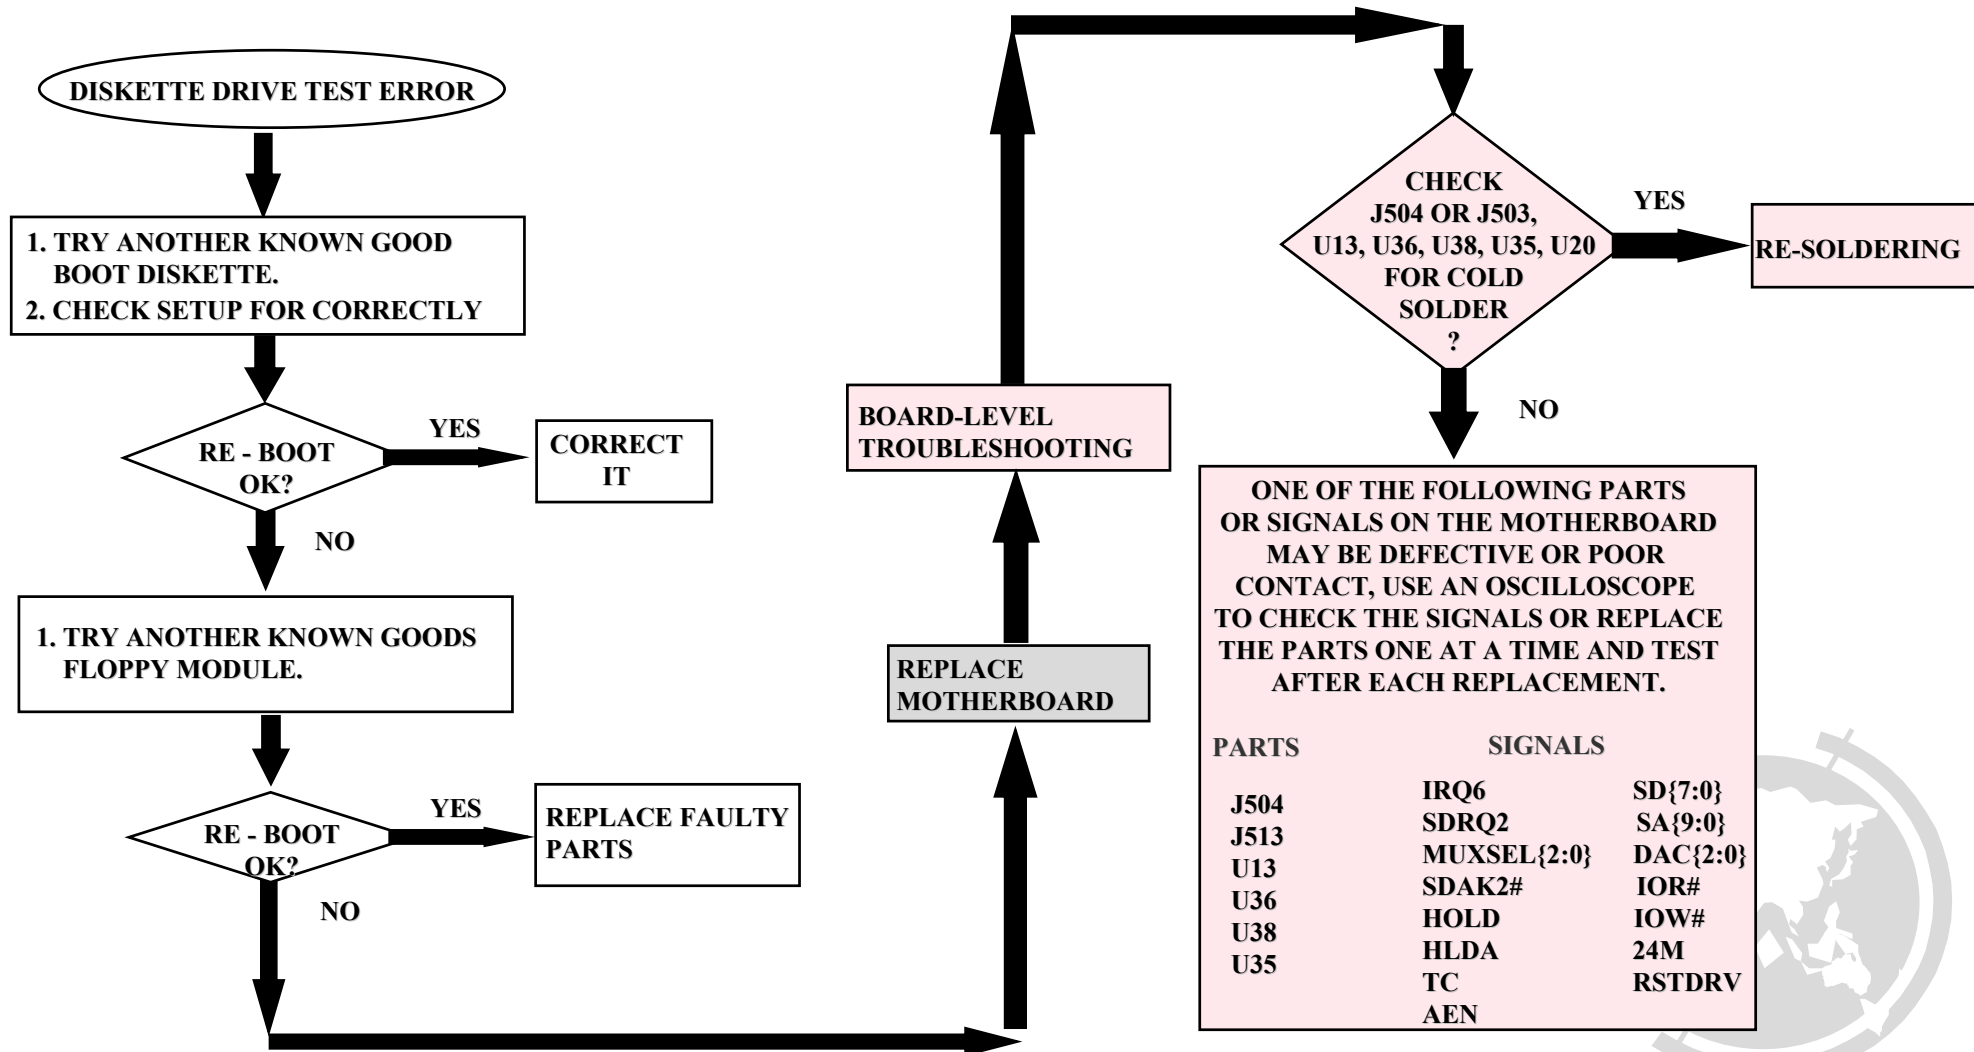 DISKETTE DRIVE TEST ERROR
1. TRY ANOTHER KNOWN GOOD
BOOT DISKETTE.
2. CHECK SETUP FOR CORRECTLY
RE - BOOT
OK?
YES
CORRECT
IT
NO
1. TRY ANOTHER KNOWN GOODS
FLOPPY MODULE.
RE - BOOT
OK?
YES
REPLACE FAULTY
PARTS
NO
REPLACE
MOTHERBOARD
BOARD-LEVEL
TROUBLESHOOTING
CHECK
J504 OR J503,
U13, U36, U38, U35, U20
FOR COLD
SOLDER
?
YES
RE-SOLDERING
NO
ONE OF THE FOLLOWING PARTS
OR SIGNALS ON THE MOTHERBOARD
MAY BE DEFECTIVE OR POOR
CONTACT, USE AN OSCILLOSCOPE
TO CHECK THE SIGNALS OR REPLACE
THE PARTS ONE AT A TIME AND TEST
AFTER EACH REPLACEMENT.
PARTS
J504
J513
U13
U36
U38
U35
SIGNALS
IRQ6
SDRQ2
MUXSEL{2:0}
SDAK2#
HOLD
HLDA
TC
AEN
SD{7:0}
SA{9:0}
DAC{2:0}
IOR#
IOW#
24M
RSTDRV